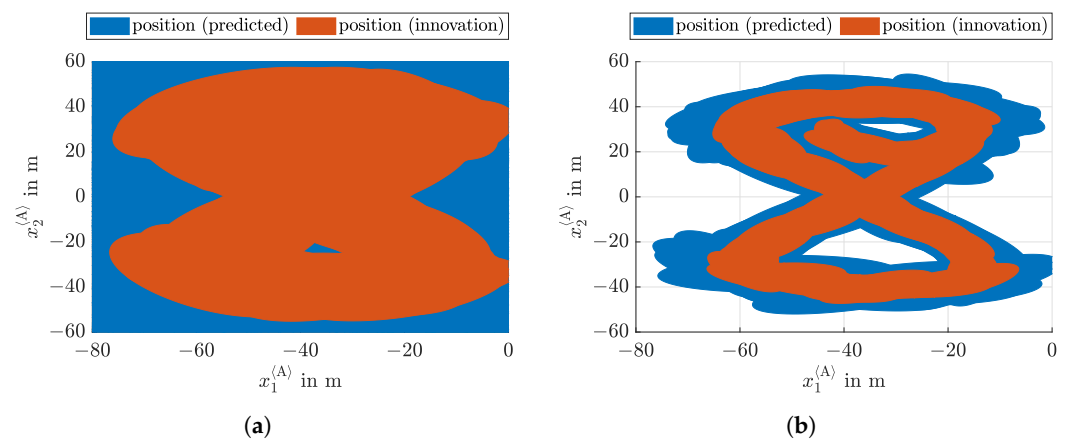 position (predicted) position (innovation)
60
40
20
0
−20
−40
−60
−80 −60 −40 −20 0
x₁⟨A⟩ in m
x₂⟨A⟩ in m
(a)
position (predicted) position (innovation)
60
40
20
0
−20
−40
−60
−80 −60 −40 −20 0
x₁⟨A⟩ in m
x₂⟨A⟩ in m
(b)